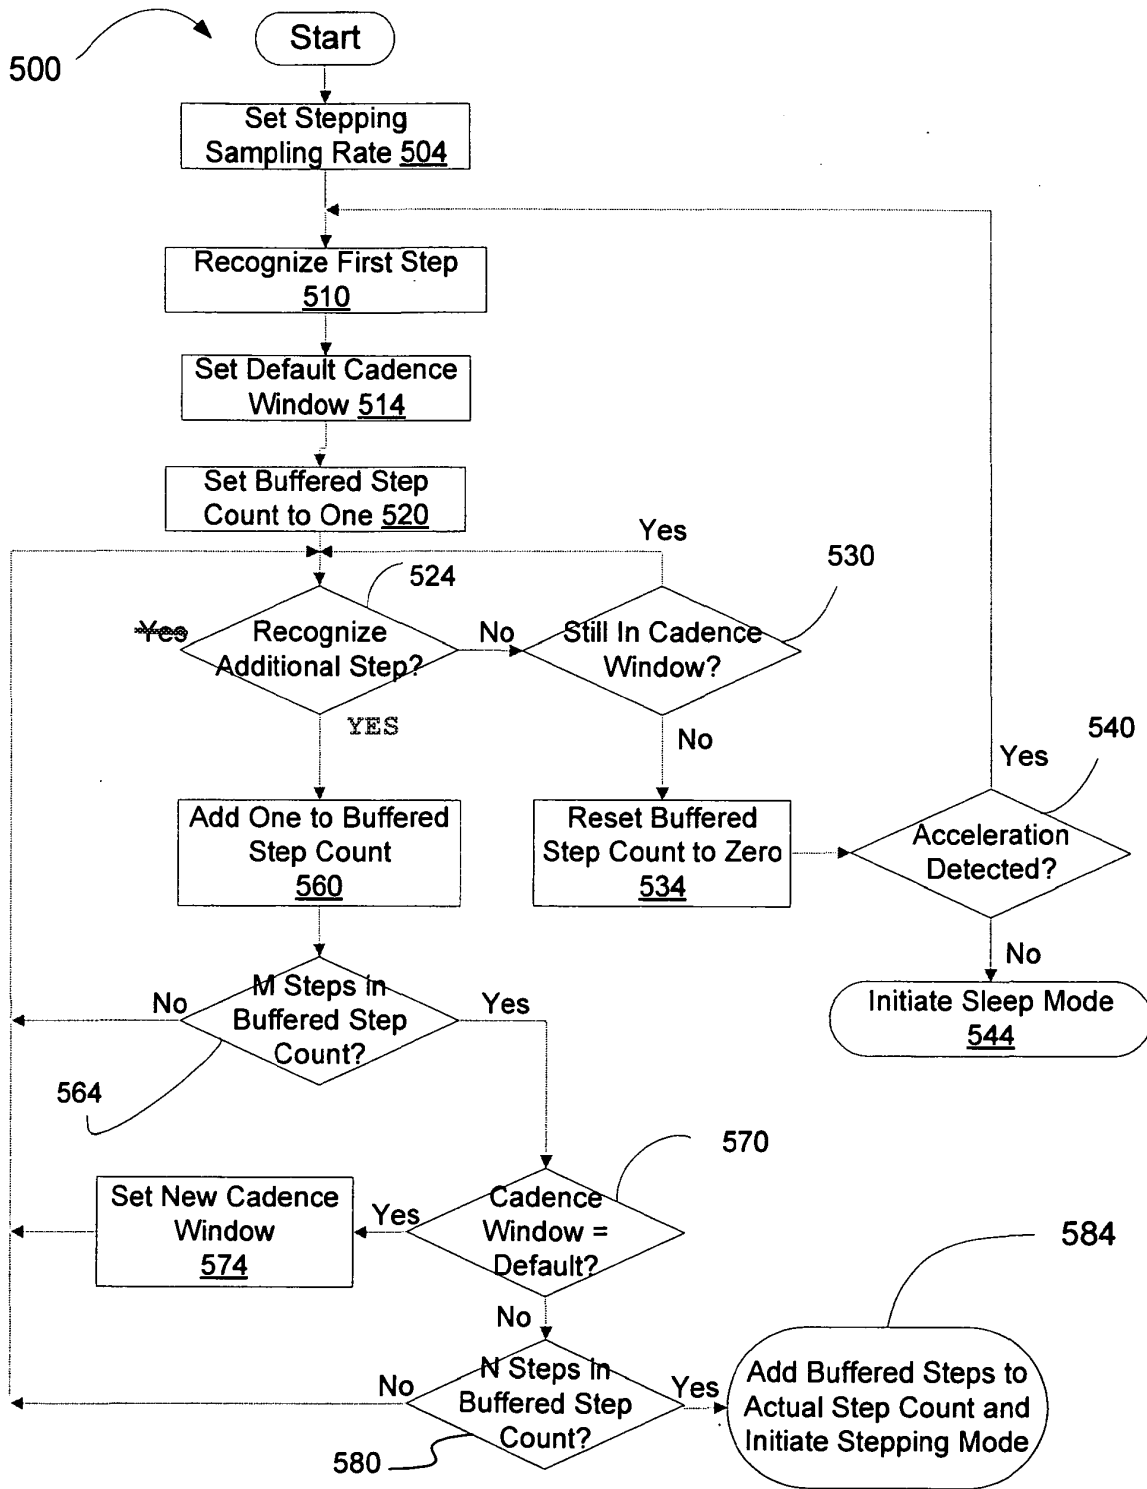 500
Start
Set Stepping
Sampling Rate 504
Recognize First Step
510
Set Default Cadence
Window 514
Set Buffered Step
Count to One 520
Yes
524
530
Yes
Recognize
Additional Step?
No
Still In Cadence
Window?
YES
No
Yes
540
Add One to Buffered
Step Count
560
Reset Buffered
Step Count to Zero
534
Acceleration
Detected?
No
Initiate Sleep Mode
544
No
M Steps in
Buffered Step
Count?
Yes
564
570
Set New Cadence
Window
574
Yes
Cadence
Window =
Default?
584
No
No
N Steps in
Buffered Step
Count?
Yes
580
Add Buffered Steps to
Actual Step Count and
Initiate Stepping Mode